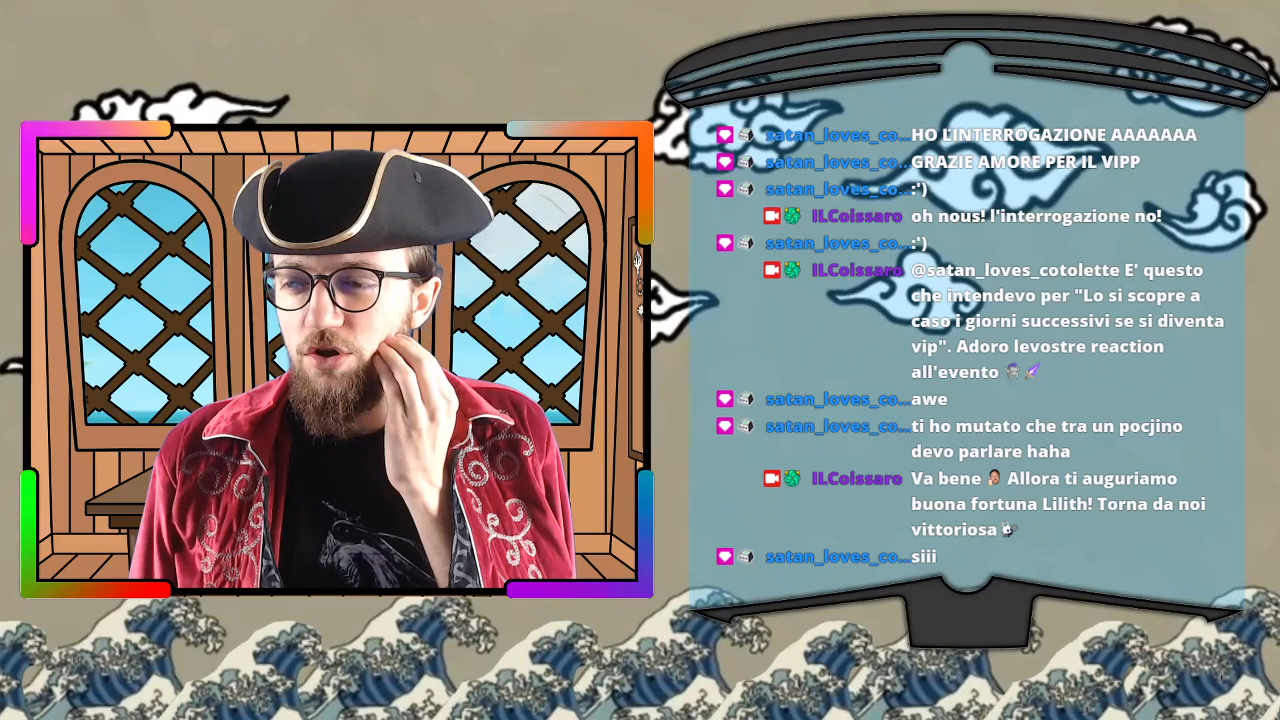 satan_loves_co... HO L'INTERROGAZIONE AAAAAAA
satan_loves_co... GRAZIE AMORE PER IL VIPP
satan_loves_co... :')
ILCoissaro oh nous! l'interrogazione no!
satan_loves_co... :')
ILCoissaro @satan_loves_cotolette E' questo
che intendevo per "Lo si scopre a
caso i giorni successivi se si diventa
vip". Adoro levostre reaction
all'evento
satan_loves_co... awe
satan_loves_co... ti ho mutato che tra un pocjino
devo parlare haha
ILCoissaro Va bene Allora ti auguriamo
buona fortuna Lilith! Torna da noi
vittoriosa
satan_loves_co... siii